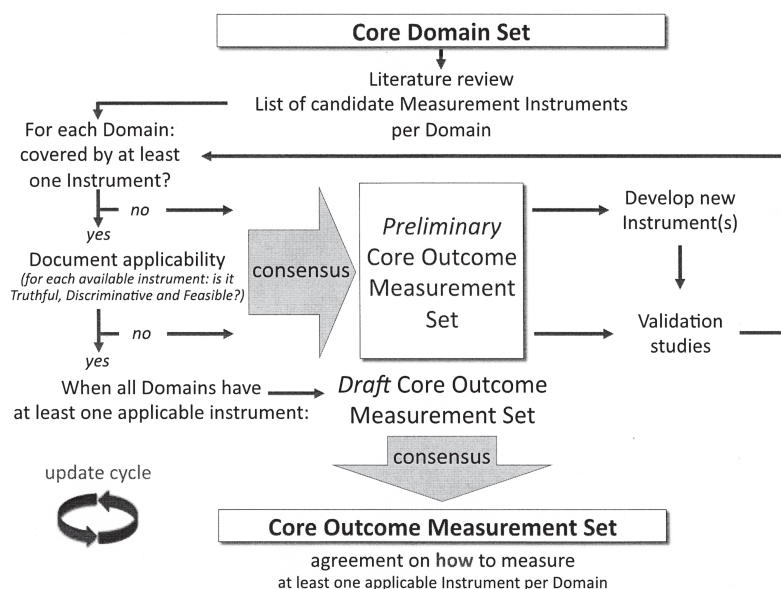 Core Domain Set
Literature review
List of candidate Measurement Instruments
per Domain
For each Domain:
covered by at least
one Instrument?
no
yes
Document applicability
(for each available instrument: is it
Truthful, Discriminative and Feasible?)
no
yes
When all Domains have
at least one applicable instrument:
consensus
Preliminary
Core Outcome
Measurement
Set
Develop new
Instrument(s)
Validation
studies
Draft Core Outcome
Measurement Set
consensus
update cycle
Core Outcome Measurement Set
agreement on how to measure
at least one applicable Instrument per Domain